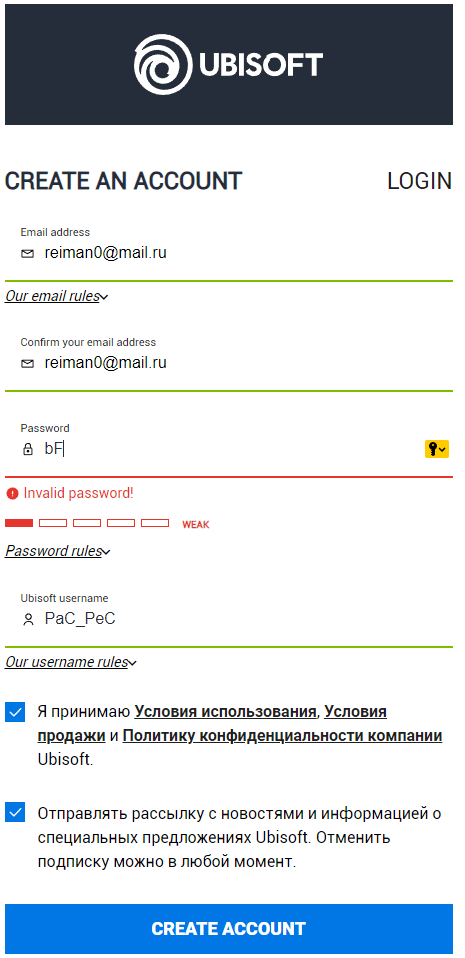 UBISOFT
CREATE AN ACCOUNT LOGIN
Email address
reiman0@mail.ru
Our email rules
Confirm your email address
reiman0@mail.ru
Password
bF
Invalid password!
WEAK
Password rules
Ubisoft username
PaC_PeC
Our username rules
Я принимаю Условия использования, Условия
продажи и Политику конфиденциальности компании
Ubisoft.
Отправлять рассылку с новостями и информацией о
специальных предложениях Ubisoft. Отменить
подписку можно в любой момент.
CREATE ACCOUNT